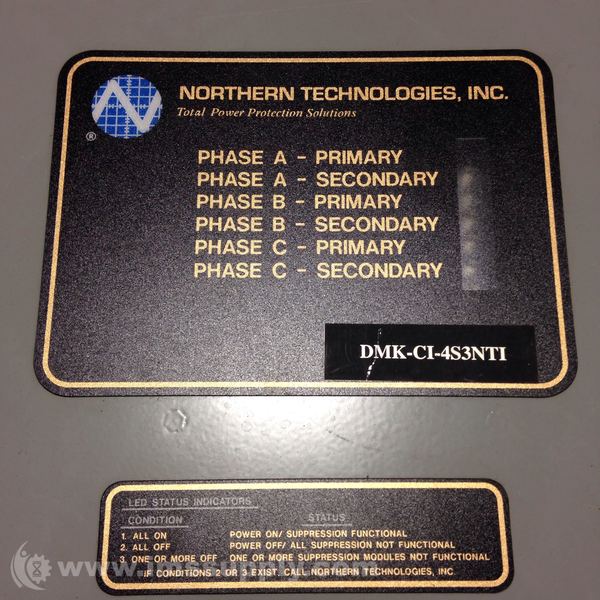 N
®
NORTHERN TECHNOLOGIES, INC.
Total Power Protection Solutions
PHASE A - PRIMARY
PHASE A - SECONDARY
PHASE B - PRIMARY
PHASE B - SECONDARY
PHASE C - PRIMARY
PHASE C - SECONDARY
DMK-CI-4S3NTI
LED STATUS INDICATORS
CONDITION STATUS
1. ALL ON POWER ON/ SUPPRESSION FUNCTIONAL
2. ALL OFF POWER OFF/ ALL SUPPRESSION NOT FUNCTIONAL
3. ONE OR MORE OFF ONE OR MORE SUPPRESSION MODULES NOT FUNCTIONAL
IF CONDITIONS 2 OR 3 EXIST. CALL NORTHERN TECHNOLOGIES, INC.
www.imssupply.com